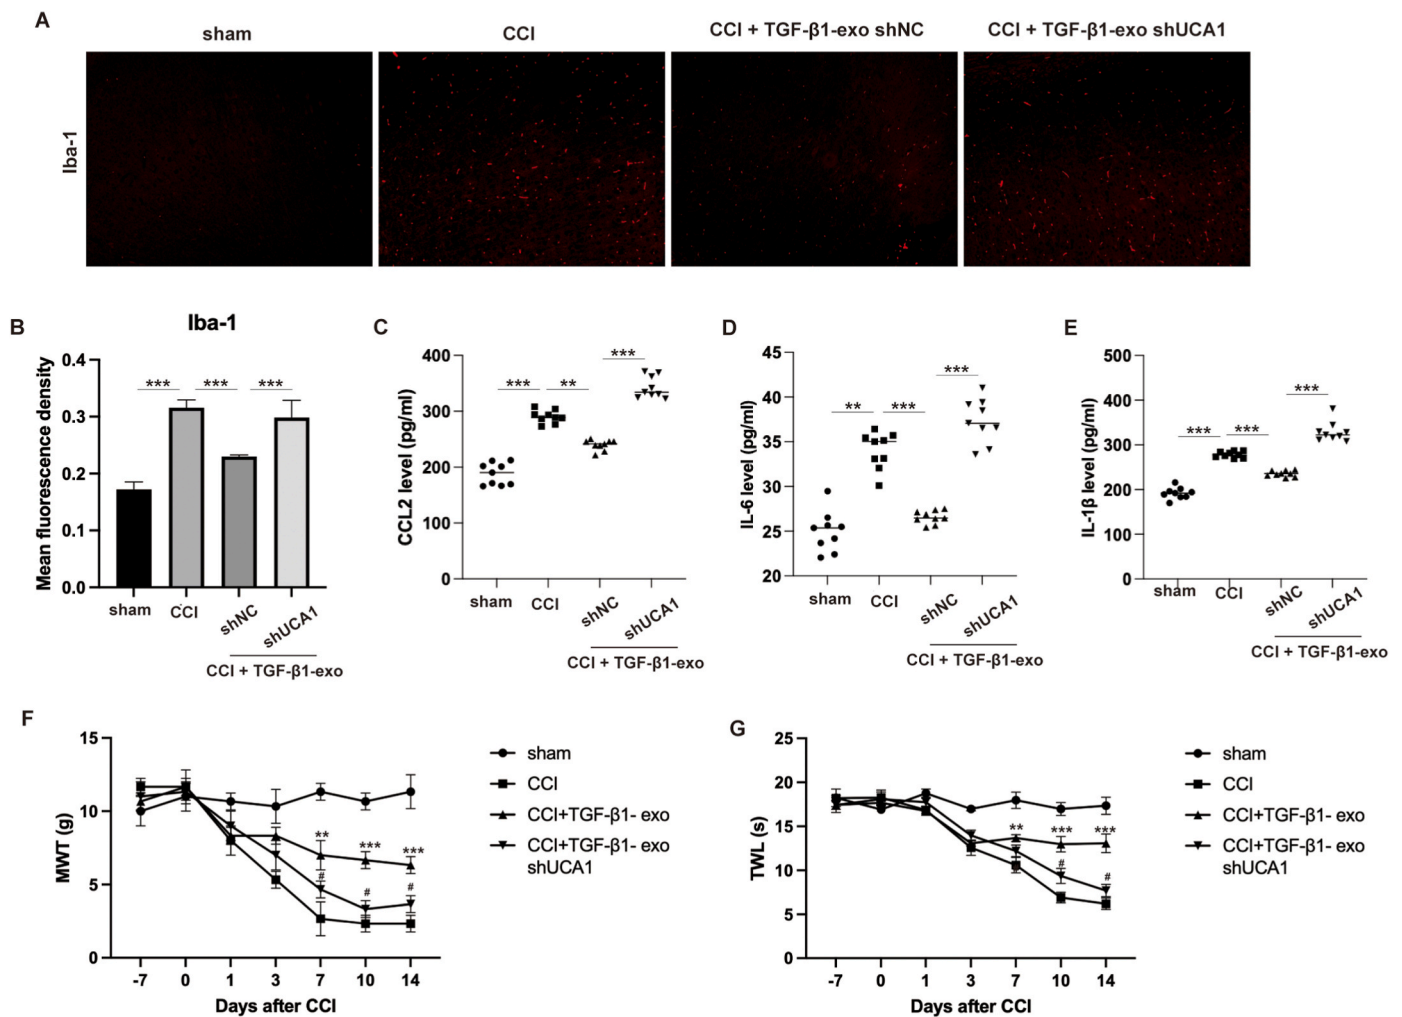 A
sham
CCI
CCI + TGF-β1-exo shNC
CCI + TGF-β1-exo shUCA1
Iba-1
B
Iba-1
Mean fluorescence density
0.4
0.3
0.2
0.1
0.0
***
***
***
sham
CCI
shNC
shUCA1
CCI + TGF-β1-exo
C
CCL2 level (pg/ml)
400
300
200
100
0
***
**
***
sham
CCI
shNC
shUCA1
CCI + TGF-β1-exo
D
IL-6 level (pg/ml)
45
40
35
30
25
20
**
***
***
sham
CCI
shNC
shUCA1
CCI + TGF-β1-exo
E
IL-1β level (pg/ml)
500
400
300
200
100
0
***
***
***
sham
CCI
shNC
shUCA1
CCI + TGF-β1-exo
F
MWT (g)
15
10
5
0
**
***
***
#
#
#
-7 0 1 3 7 10 14
Days after CCI
sham
CCI
CCI+TGF-β1- exo
CCI+TGF-β1- exo
shUCA1
G
TWL (s)
25
20
15
10
5
0
**
***
***
#
#
-7 0 1 3 7 10 14
Days after CCI
sham
CCI
CCI+TGF-β1- exo
CCI+TGF-β1- exo
shUCA1